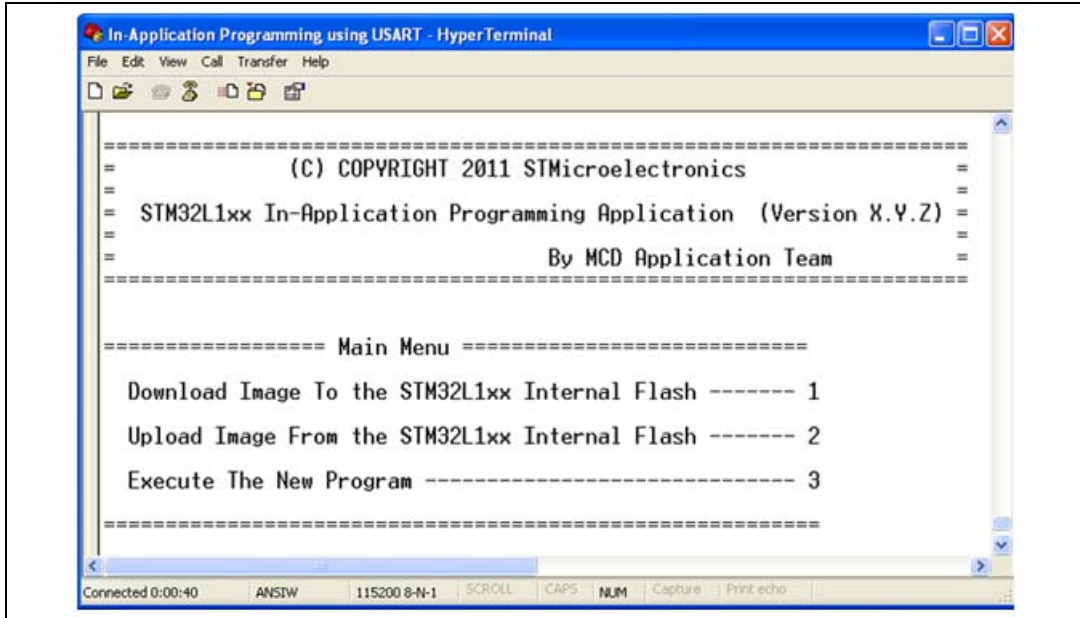 In-Application Programming using USART - HyperTerminal
File Edit View Call Transfer Help
======================================================================
= (C) COPYRIGHT 2011 STMicroelectronics =
= =
= STM32L1xx In-Application Programming Application (Version X.Y.Z) =
= =
= By MCD Application Team =
======================================================================
================== Main Menu ============================
Download Image To the STM32L1xx Internal Flash ------- 1
Upload Image From the STM32L1xx Internal Flash ------- 2
Execute The New Program ------------------------------ 3
==========================================================
Connected 0:00:40 ANSIW 115200 8-N-1 SCROLL CAPS NUM Capture Print echo